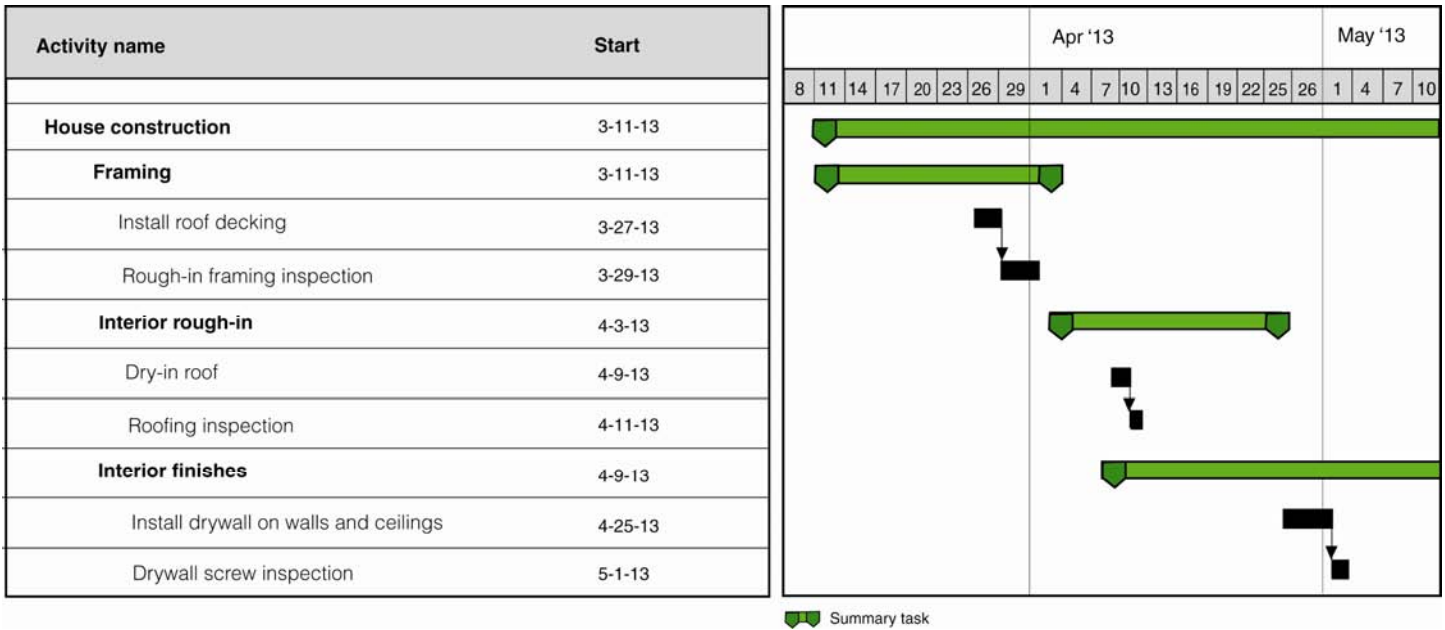 Activity name Start
Apr '13 May '13
8 11 14 17 20 23 26 29 1 4 7 10 13 16 19 22 25 26 1 4 7 10
House construction 3-11-13
Framing 3-11-13
Install roof decking 3-27-13
Rough-in framing inspection 3-29-13
Interior rough-in 4-3-13
Dry-in roof 4-9-13
Roofing inspection 4-11-13
Interior finishes 4-9-13
Install drywall on walls and ceilings 4-25-13
Drywall screw inspection 5-1-13
Summary task